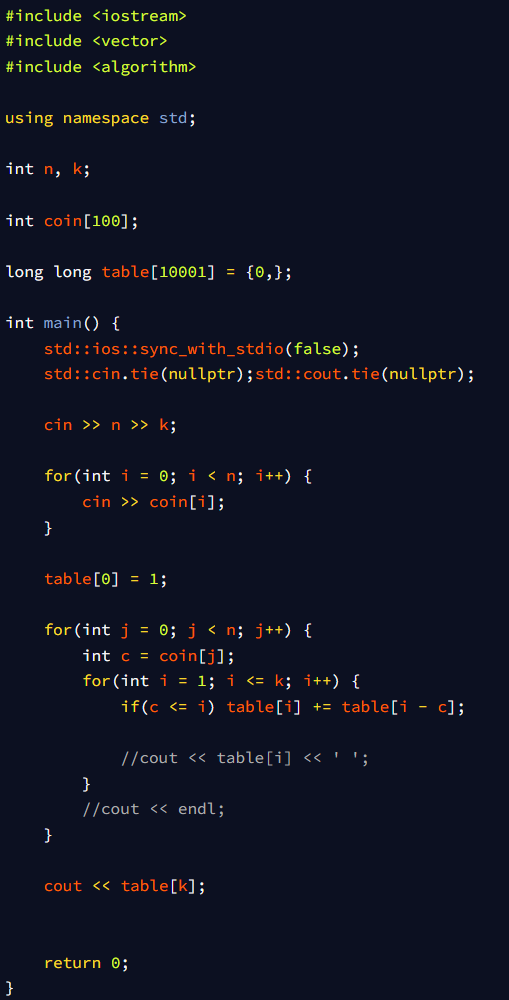 #include <iostream>
#include <vector>
#include <algorithm>
using namespace std;
int n, k;
int coin[100];
long long table[10001] = {0,};
int main() {
    std::ios::sync_with_stdio(false);
    std::cin.tie(nullptr);std::cout.tie(nullptr);
    cin >> n >> k;
    for(int i = 0; i < n; i++) {
        cin >> coin[i];
    }
    table[0] = 1;
    for(int j = 0; j < n; j++) {
        int c = coin[j];
        for(int i = 1; i <= k; i++) {
            if(c <= i) table[i] += table[i - c];
            //cout << table[i] << ' ';
        }
        //cout << endl;
    }
    cout << table[k];
    return 0;
}